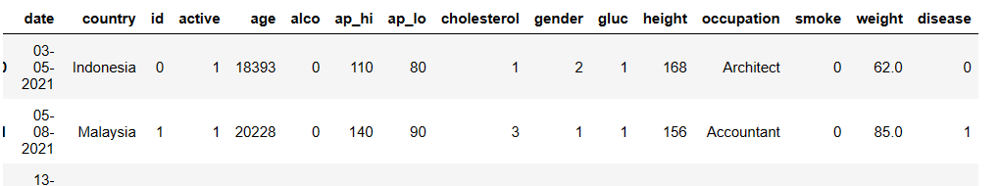 date country id active age alco ap_hi ap_lo cholesterol gender gluc height occupation smoke weight disease
03-
05-
2021 Indonesia 0 1 18393 0 110 80 1 2 1 168 Architect 0 62.0 0
05-
08-
2021 Malaysia 1 1 20228 0 140 90 3 1 1 156 Accountant 0 85.0 1
13-